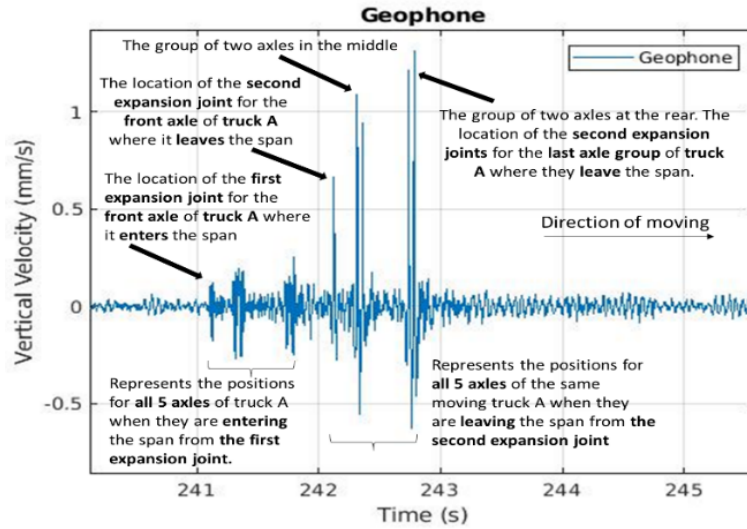 Geophone
The group of two axles in the middle
Geophone
The location of the second
expansion joint for the
front axle of truck A
where it leaves the span
The group of two axles at the rear. The
location of the second expansion
joints for the last axle group of truck
A where they leave the span.
The location of the first
expansion joint for the
front axle of truck A where
it enters the span
Direction of moving
Represents the positions
for all 5 axles of truck A
when they are entering
the span from the first
expansion joint.
Represents the positions for
all 5 axles of the same
moving truck A when they
are leaving the span from the
second expansion joint
Vertical Velocity (mm/s)
1
0.5
0
-0.5
241
242
243
244
245
Time (s)